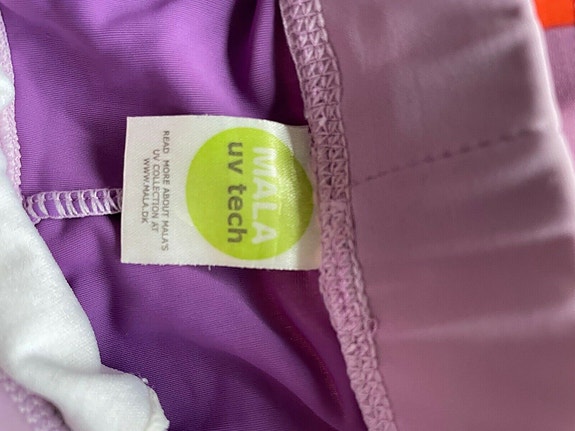 MALA
uv tech
READ MORE ABOUT MALA'S
UV COLLECTION AT
WWW.MALA.DK